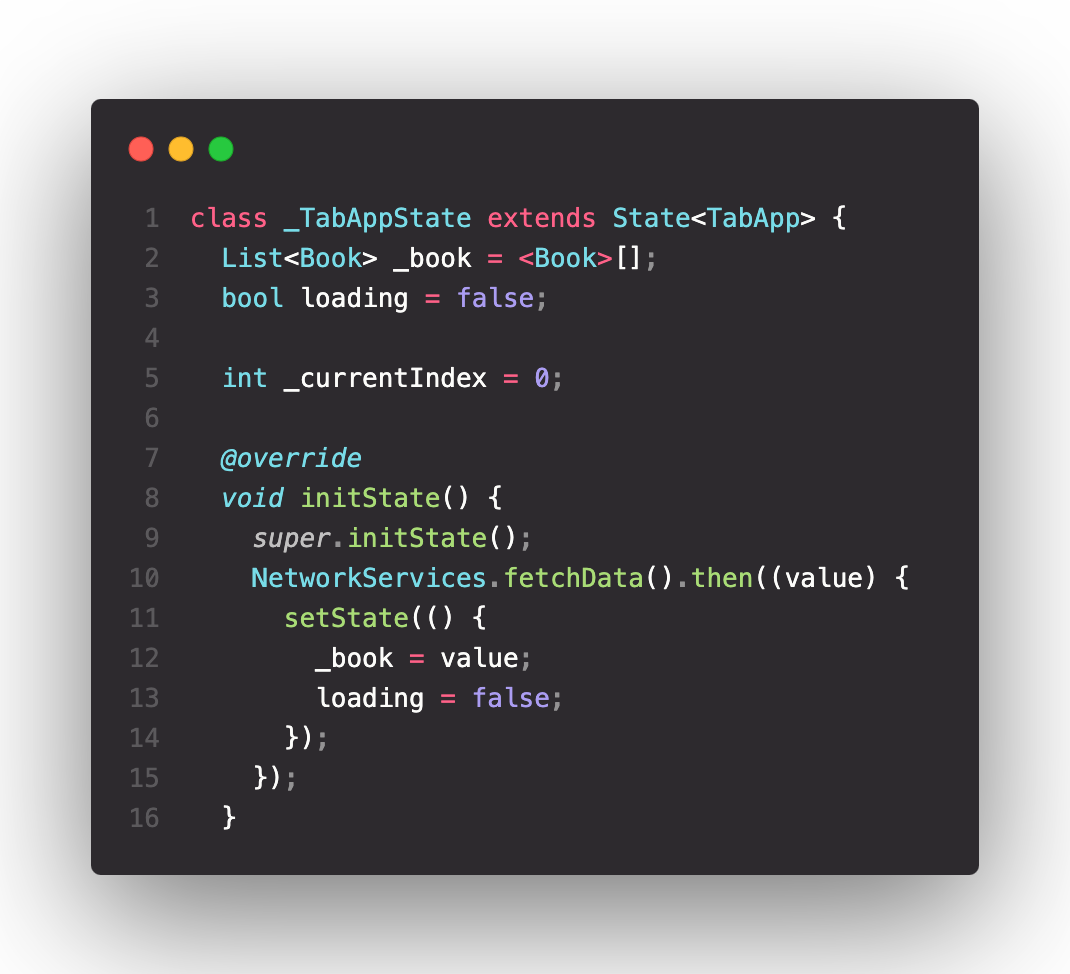 1 class _TabAppState extends State<TabApp> {
2   List<Book> _book = <Book>[];
3   bool loading = false;
4
5   int _currentIndex = 0;
6
7   @override
8   void initState() {
9     super.initState();
10     NetworkServices.fetchData().then((value) {
11       setState(() {
12         _book = value;
13         loading = false;
14       });
15     });
16   }